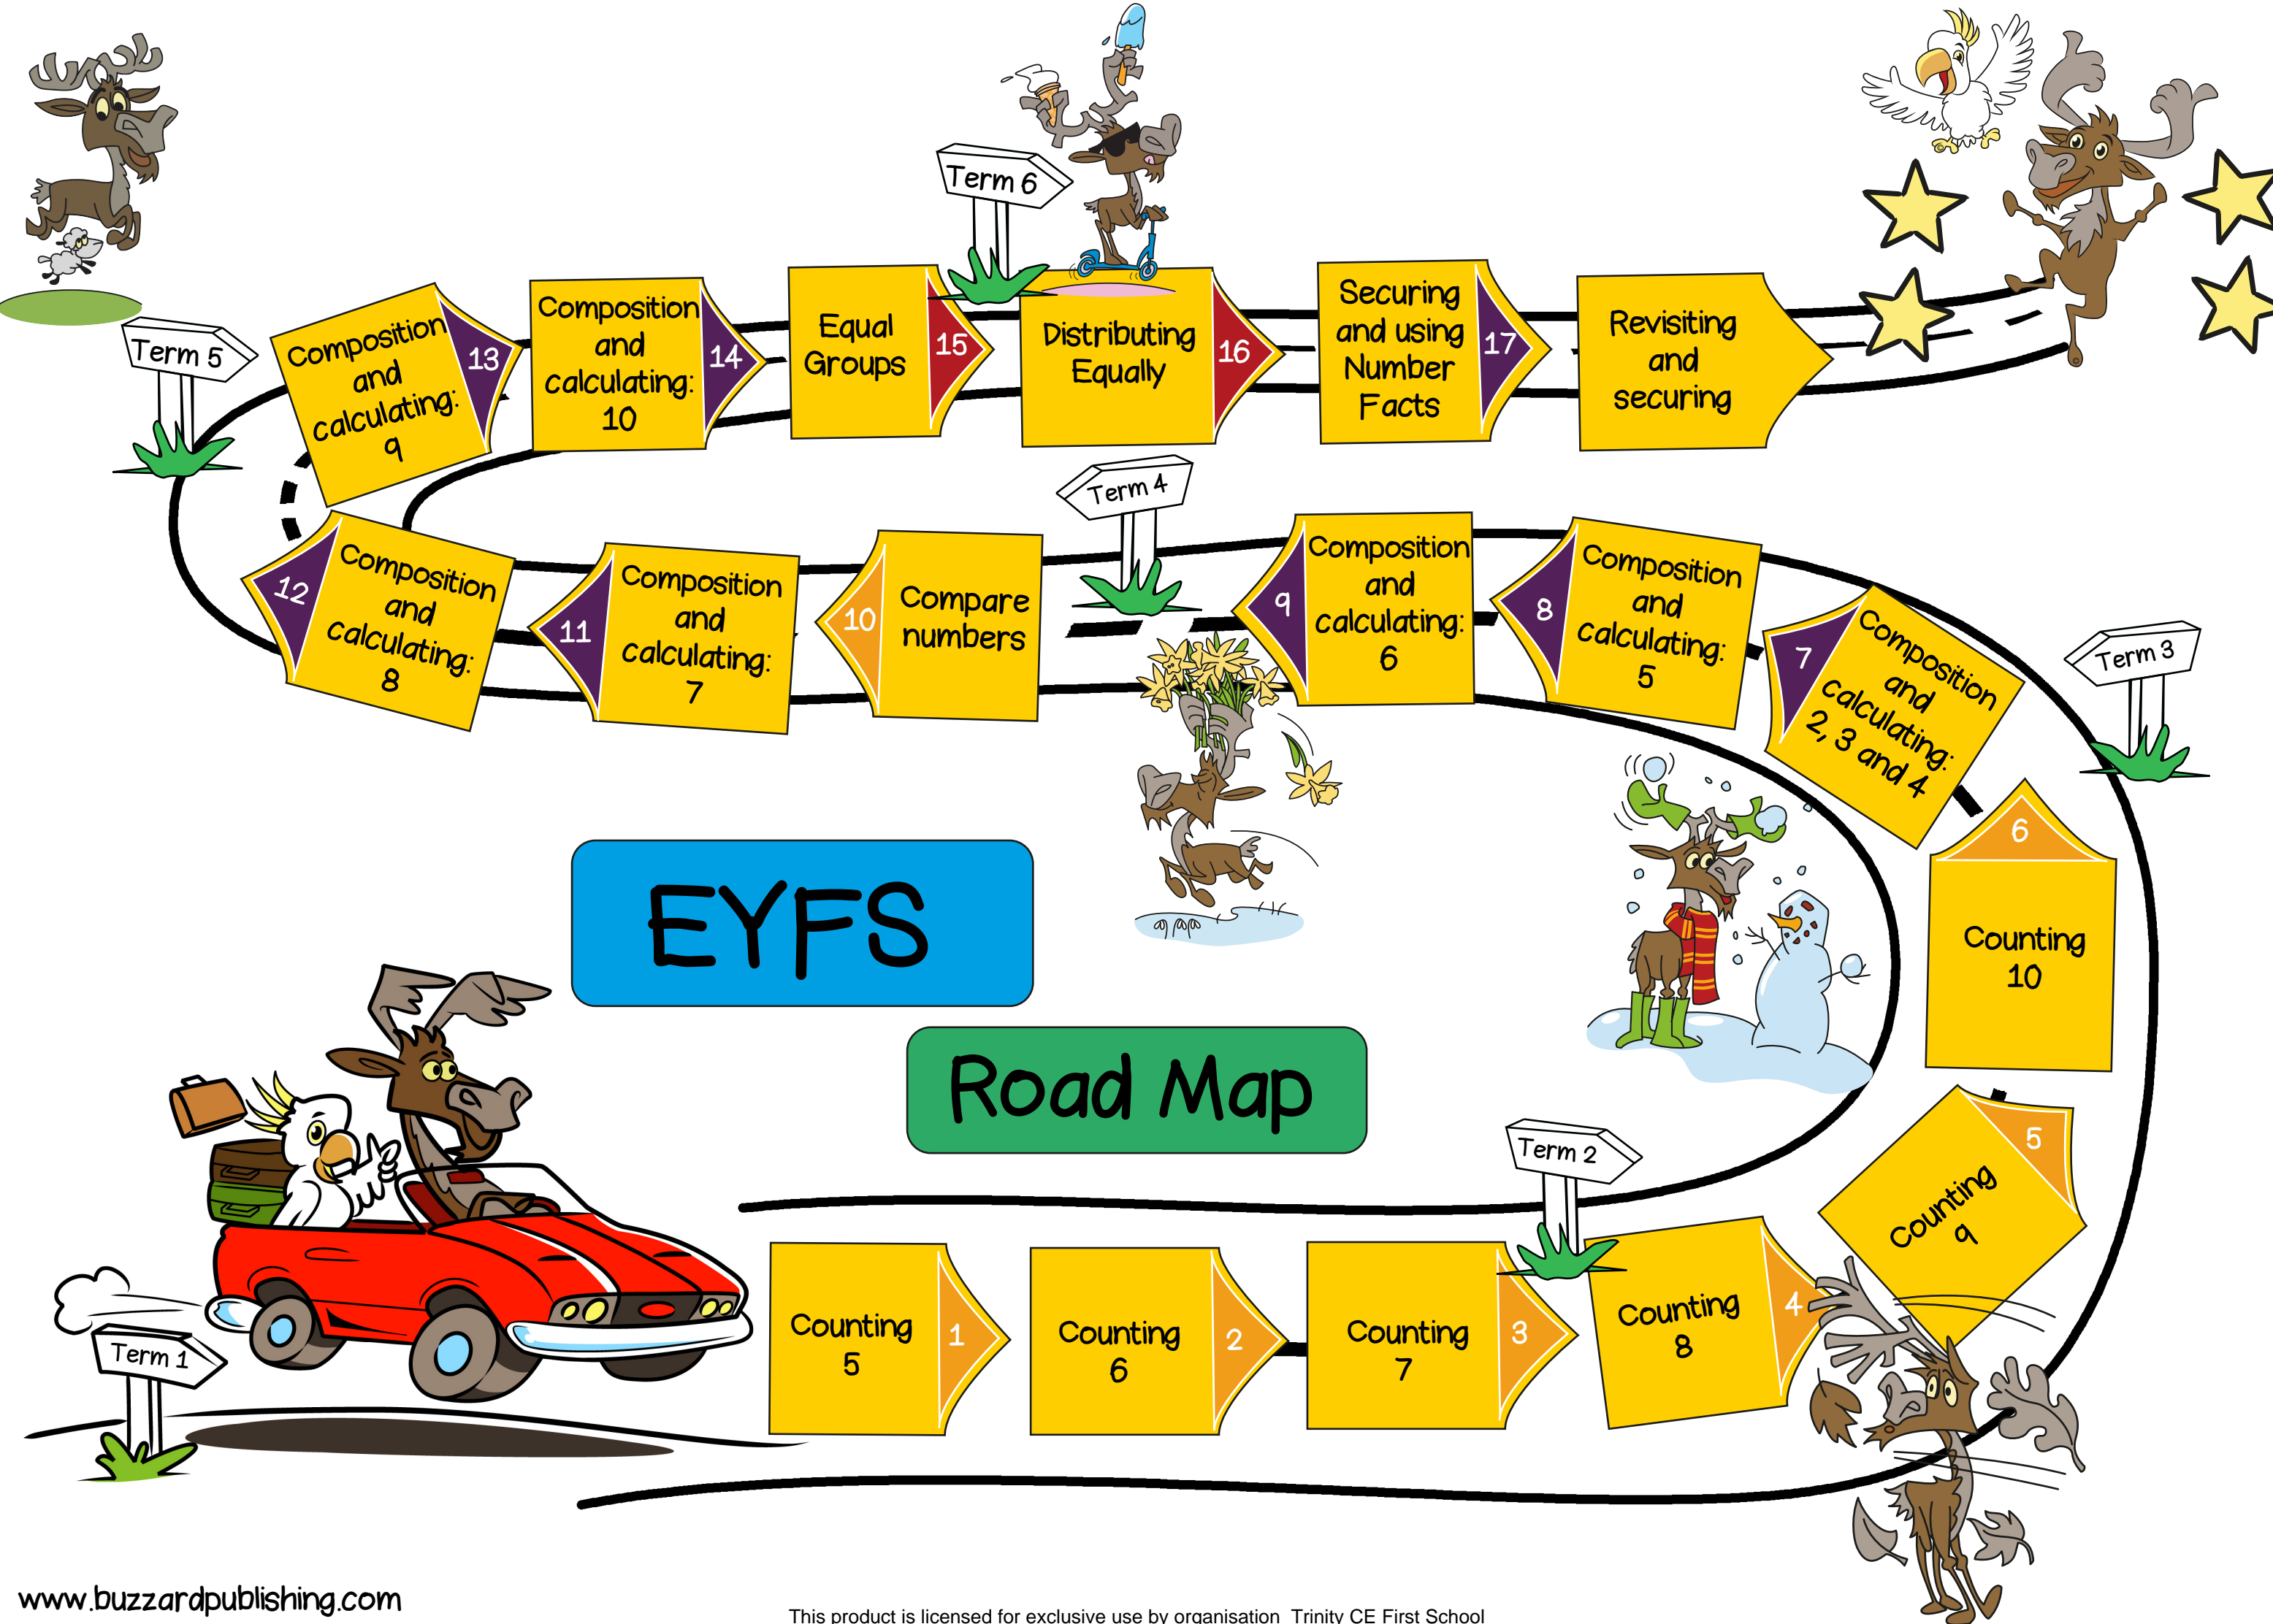 EYFS
Road Map
Term 1
Counting
5
1
Counting
6
2
Counting
7
3
Term 2
Counting
8
4
Counting
9
5
Counting
10
6
Term 3
Composition
and
calculating:
2, 3 and 4
7
Composition
and
calculating:
5
8
Composition
and
calculating:
6
9
Term 4
Compare
numbers
10
Composition
and
calculating:
7
11
Composition
and
calculating:
8
12
Term 5
Composition
and
calculating:
9
13
Composition
and
calculating:
10
14
Equal
Groups
15
Term 6
Distributing
Equally
16
Securing
and using
Number
Facts
17
Revisiting
and
securing
www.buzzardpublishing.com
This product is licensed for exclusive use by organisation Trinity CE First School